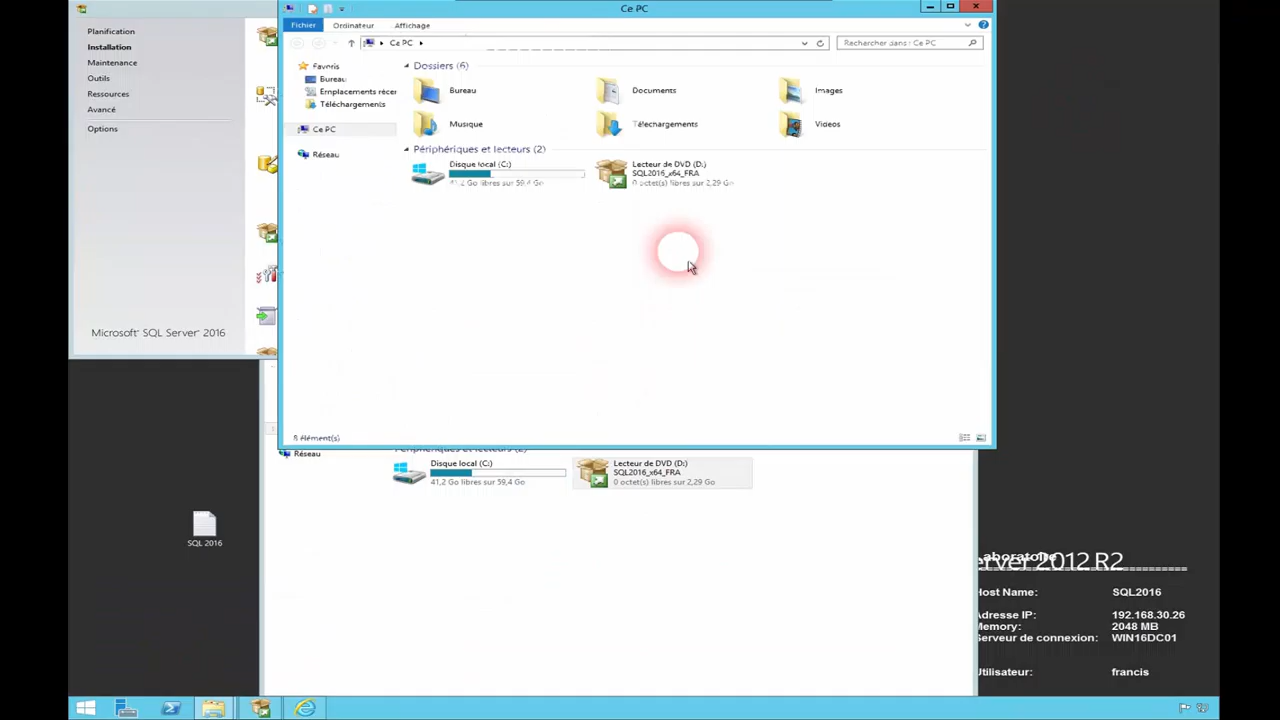 Ce PC
Fichier
Ordinateur
Affichage
Ce PC
Rechercher dans : Ce PC
Favoris
Bureau
Emplacements récer
Téléchargements
Ce PC
Réseau
Dossiers (6)
Bureau
Documents
Images
Musique
Téléchargements
Vidéos
Périphériques et lecteurs (2)
Disque local (C:)
41,2 Go libres sur 59,4 Go
Lecteur de DVD (D:)
SQL2016_x64_FRA
0 octet(s) libres sur 2,29 Go
8 élément(s)
Planification
Installation
Maintenance
Outils
Ressources
Avancé
Options
Microsoft® SQL Server® 2016
Réseau
Périphériques et lecteurs (2)
Disque local (C:)
41,2 Go libres sur 59,4 Go
Lecteur de DVD (D:)
SQL2016_x64_FRA
0 octet(s) libres sur 2,29 Go
SQL 2016
Laboratoire
erver 2012 R2
Host Name: SQL2016
Adresse IP: 192.168.30.26
Memory: 2048 MB
Serveur de connexion: WIN16DC01
Utilisateur: francis